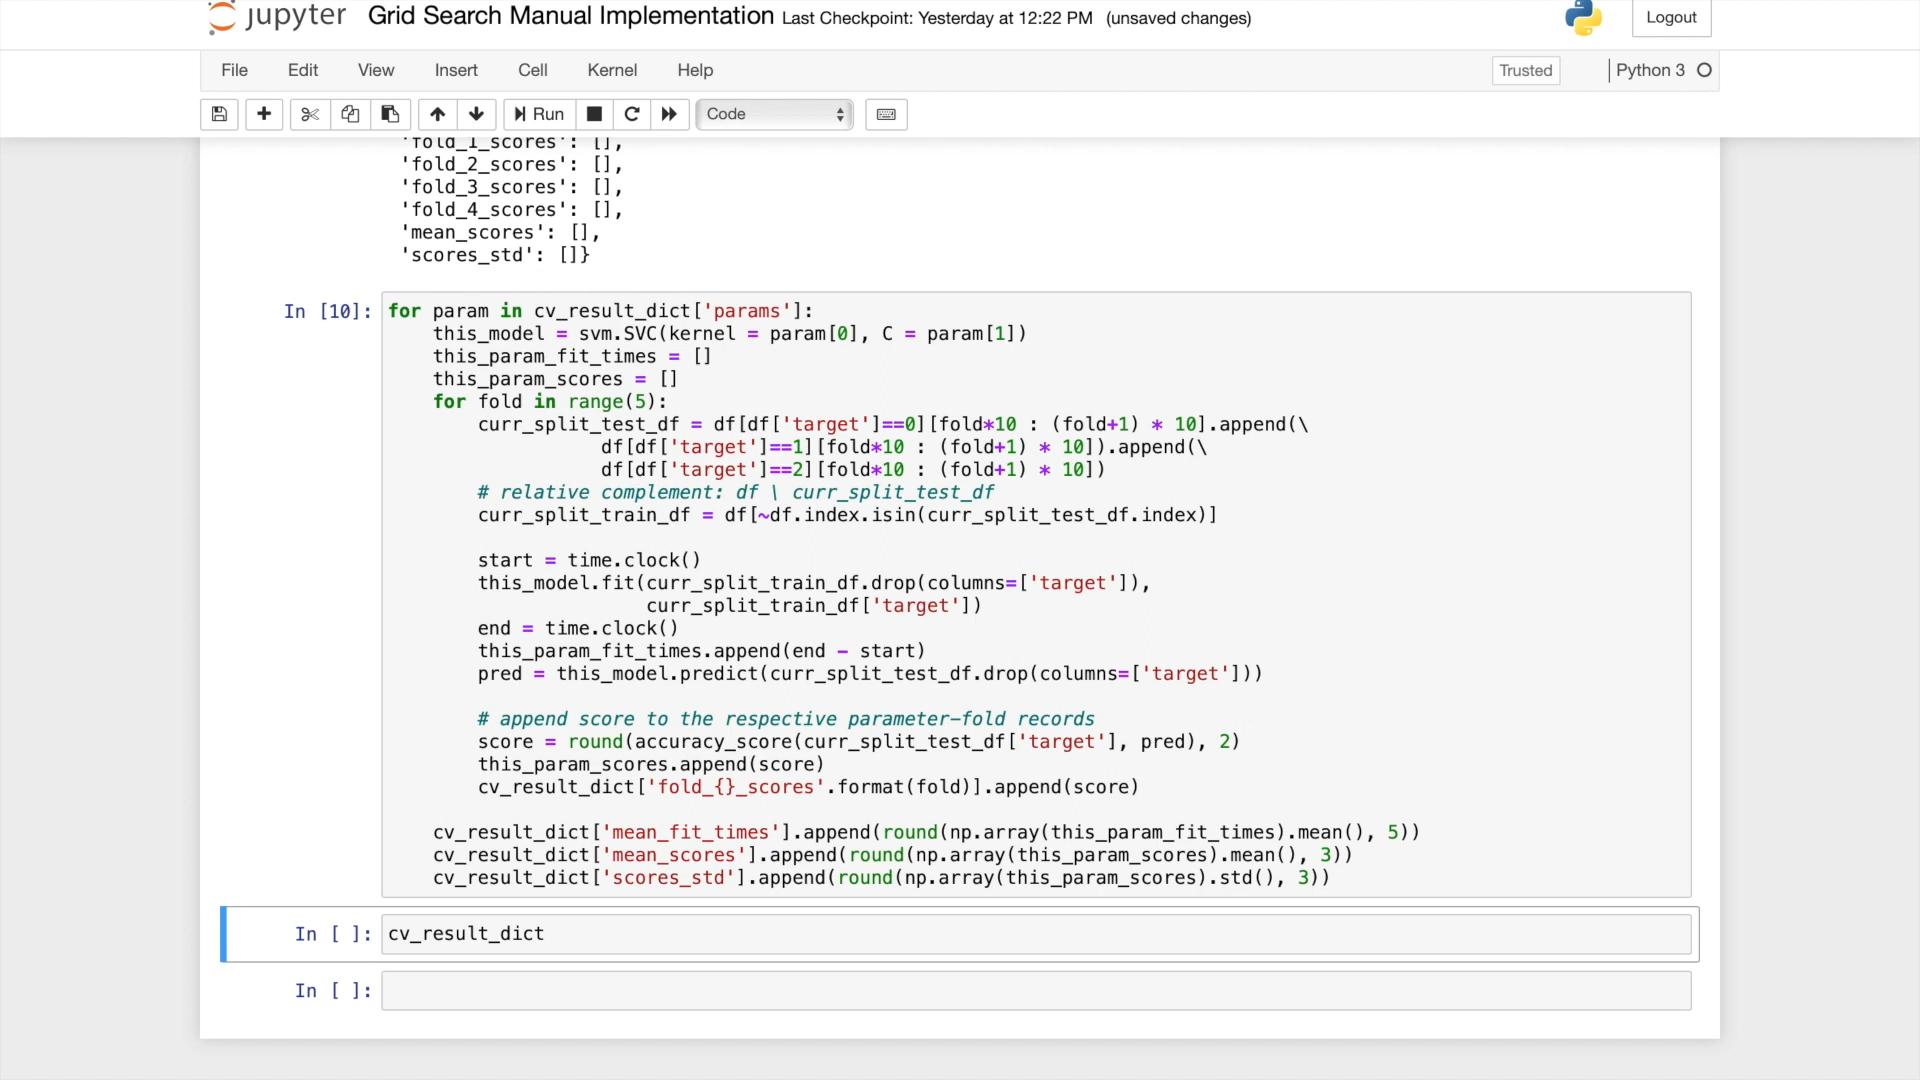 jupyter Grid Search Manual Implementation Last Checkpoint: Yesterday at 12:22 PM (unsaved changes) Logout
File Edit View Insert Cell Kernel Help Trusted Python 3
Run Code
'fold_1_scores': [],
'fold_2_scores': [],
'fold_3_scores': [],
'fold_4_scores': [],
'mean_scores': [],
'scores_std': []}
In [10]: for param in cv_result_dict['params']:
    this_model = svm.SVC(kernel = param[0], C = param[1])
    this_param_fit_times = []
    this_param_scores = []
    for fold in range(5):
        curr_split_test_df = df[df['target']==0][fold*10 : (fold+1) * 10].append(\
                   df[df['target']==1][fold*10 : (fold+1) * 10]).append(\
                   df[df['target']==2][fold*10 : (fold+1) * 10])
        # relative complement: df \ curr_split_test_df
        curr_split_train_df = df[~df.index.isin(curr_split_test_df.index)]
        start = time.clock()
        this_model.fit(curr_split_train_df.drop(columns=['target']),
                       curr_split_train_df['target'])
        end = time.clock()
        this_param_fit_times.append(end - start)
        pred = this_model.predict(curr_split_test_df.drop(columns=['target']))
        # append score to the respective parameter-fold records
        score = round(accuracy_score(curr_split_test_df['target'], pred), 2)
        this_param_scores.append(score)
        cv_result_dict['fold_{}_scores'.format(fold)].append(score)
    cv_result_dict['mean_fit_times'].append(round(np.array(this_param_fit_times).mean(), 5))
    cv_result_dict['mean_scores'].append(round(np.array(this_param_scores).mean(), 3))
    cv_result_dict['scores_std'].append(round(np.array(this_param_scores).std(), 3))
In [ ]: cv_result_dict
In [ ]: